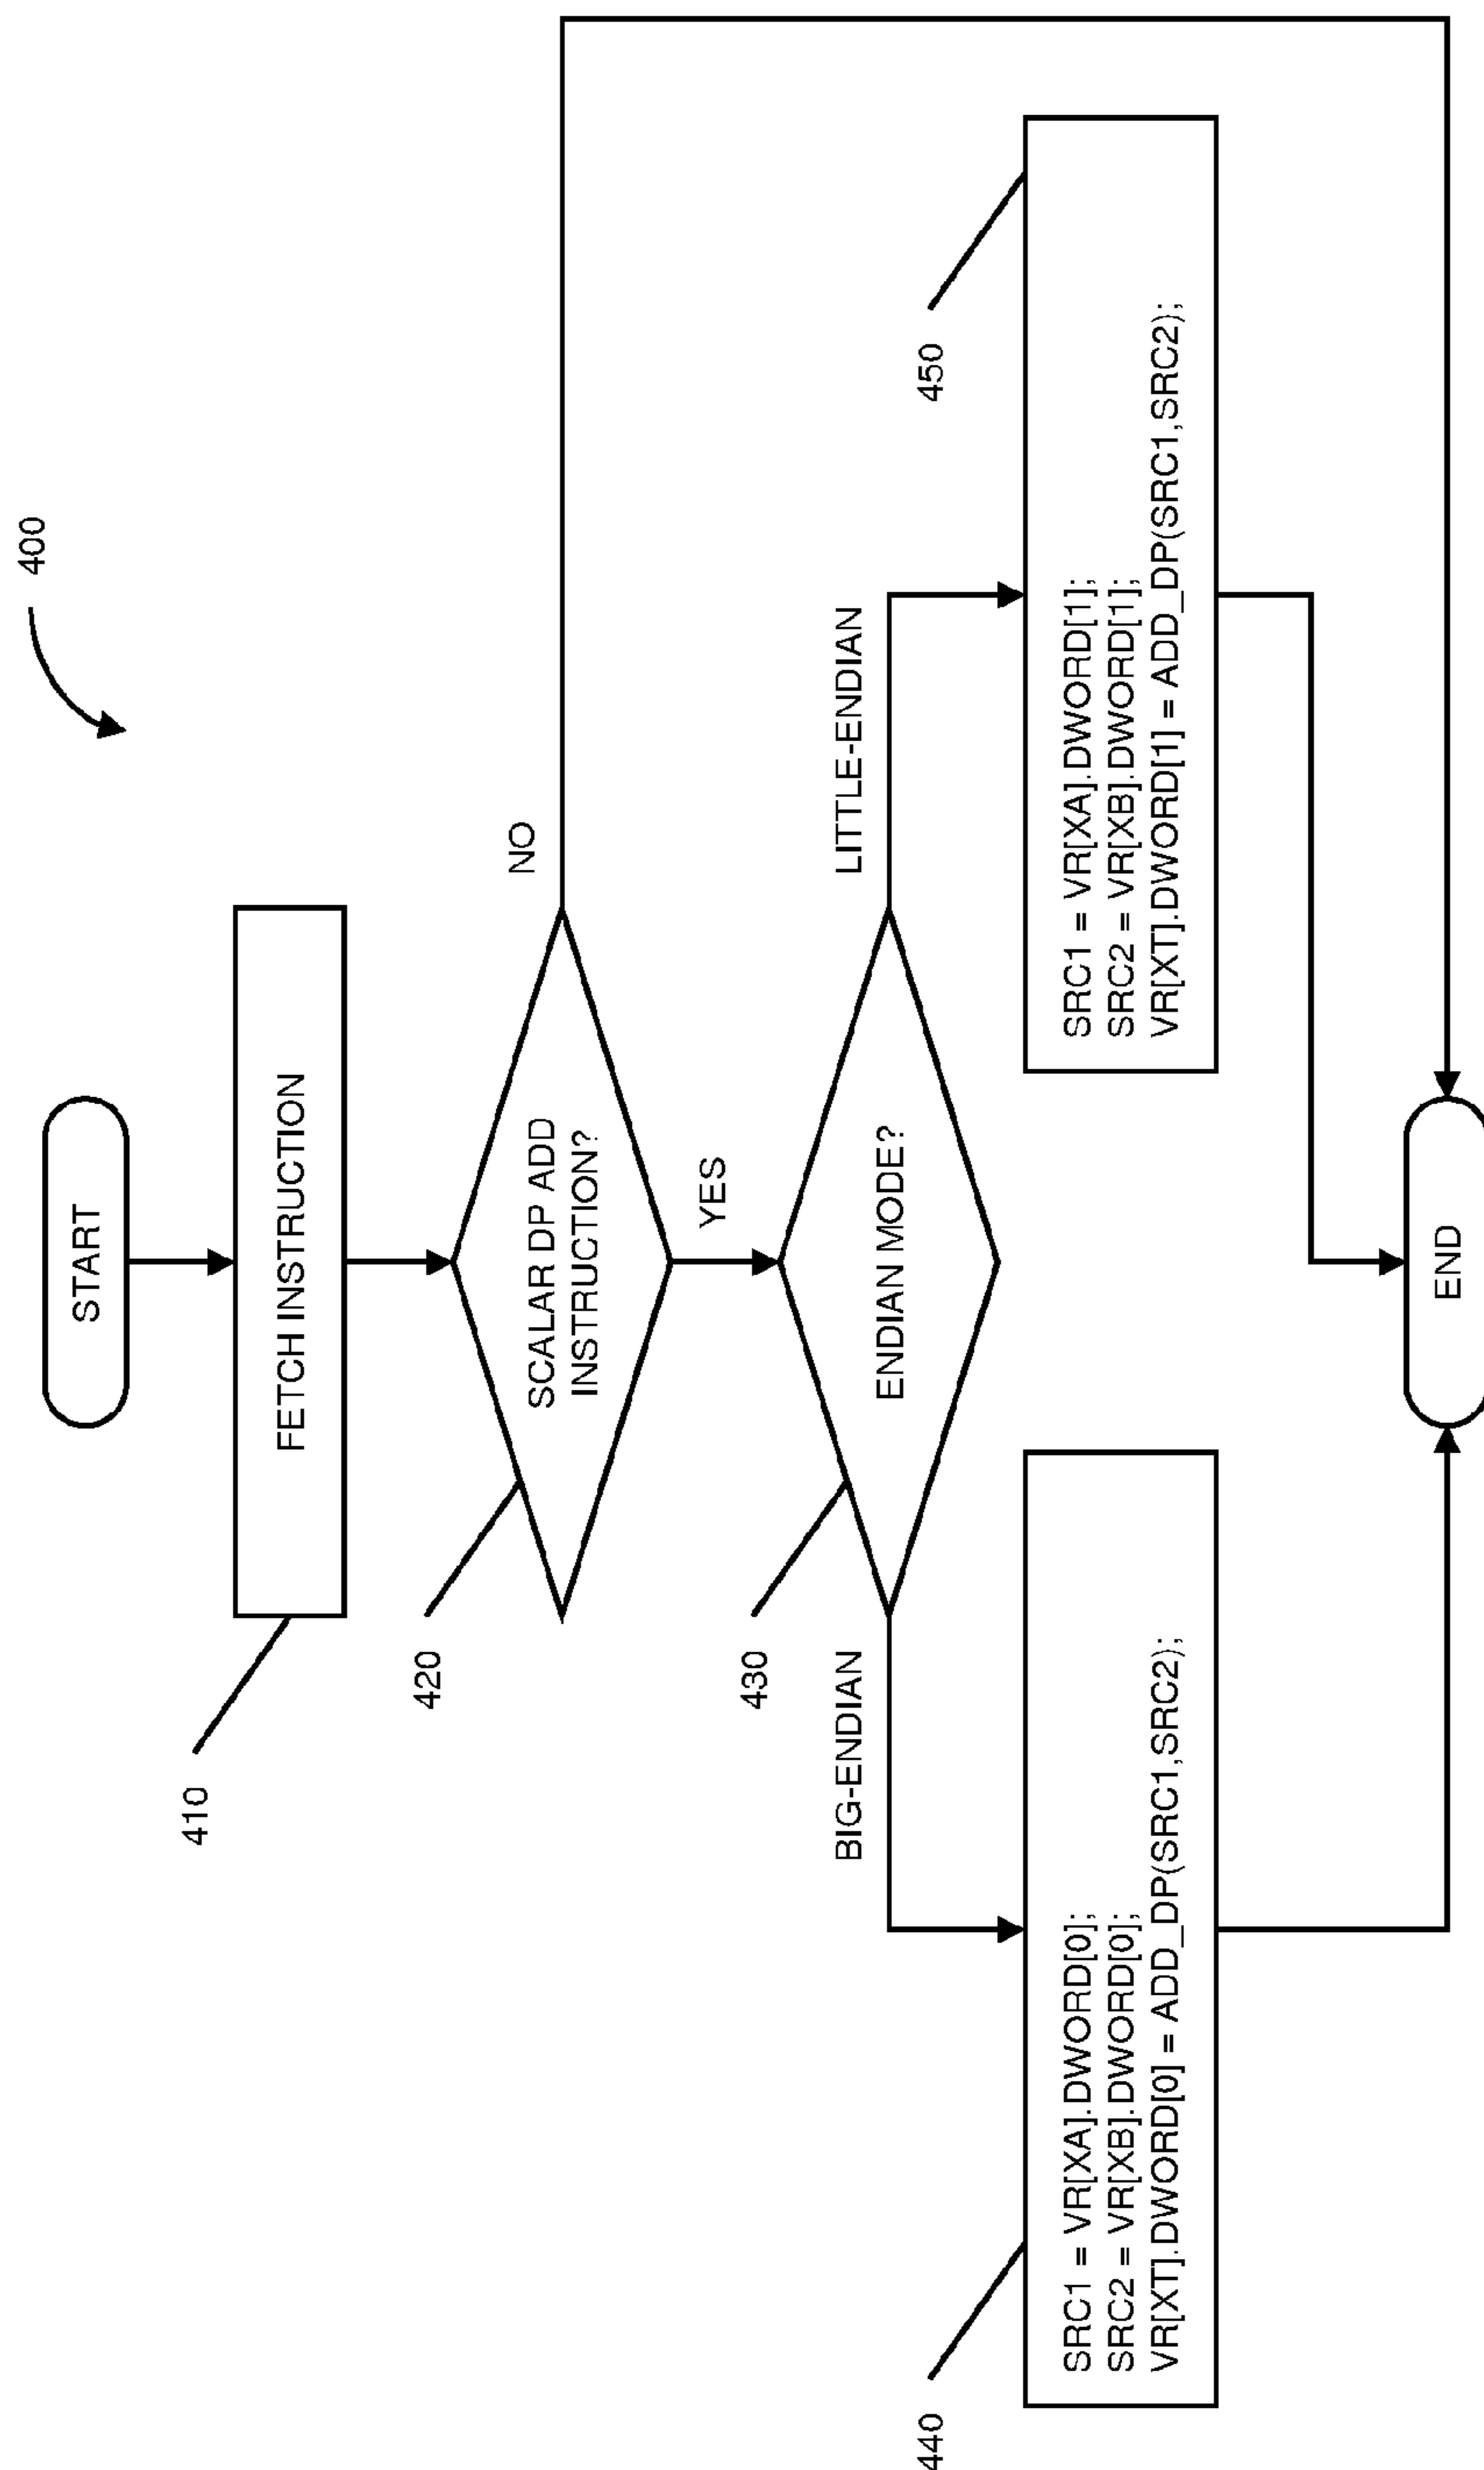 400
START
410
FETCH INSTRUCTION
420
SCALAR DP ADD
INSTRUCTION?
NO
YES
430
ENDIAN MODE?
BIG-ENDIAN
LITTLE-ENDIAN
440
SRC1 = VR[XA].DWORD[0];
SRC2 = VR[XB].DWORD[0];
VR[XT].DWORD[0] = ADD_DP(SRC1,SRC2);
450
SRC1 = VR[XA].DWORD[1];
SRC2 = VR[XB].DWORD[1];
VR[XT].DWORD[1] = ADD_DP(SRC1,SRC2);
END